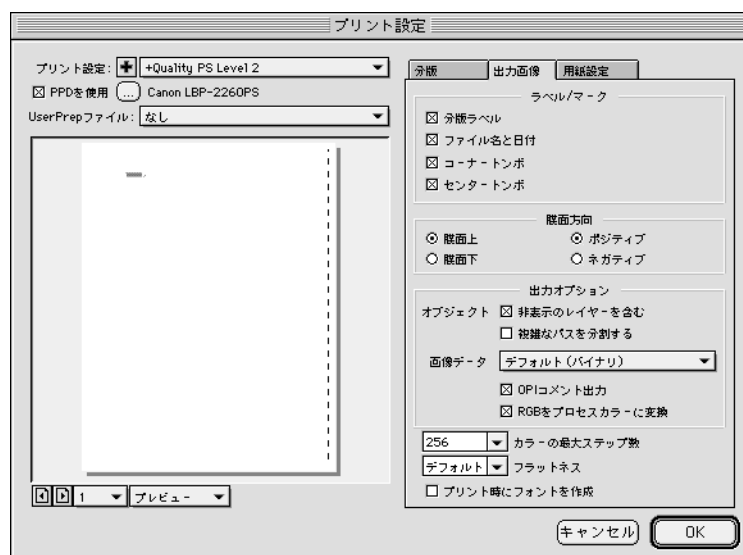 プリント設定
プリント設定: +Quality PS Level 2
PPDを使用 (...) Canon LBP-2260PS
UserPrepファイル: なし
1 プレビュー
分版 出力画像 用紙設定
ラベル/マーク
分版ラベル
ファイル名と日付
コーナートンボ
センタートンボ
膜面方向
膜面上 ポジティブ
膜面下 ネガティブ
出力オプション
オブジェクト 非表示のレイヤーを含む
複雑なパスを分割する
画像データ デフォルト(バイナリ)
OPIコメント出力
RGBをプロセスカラーに変換
256 カラーの最大ステップ数
デフォルト フラットネス
プリント時にフォントを作成
キャンセル OK